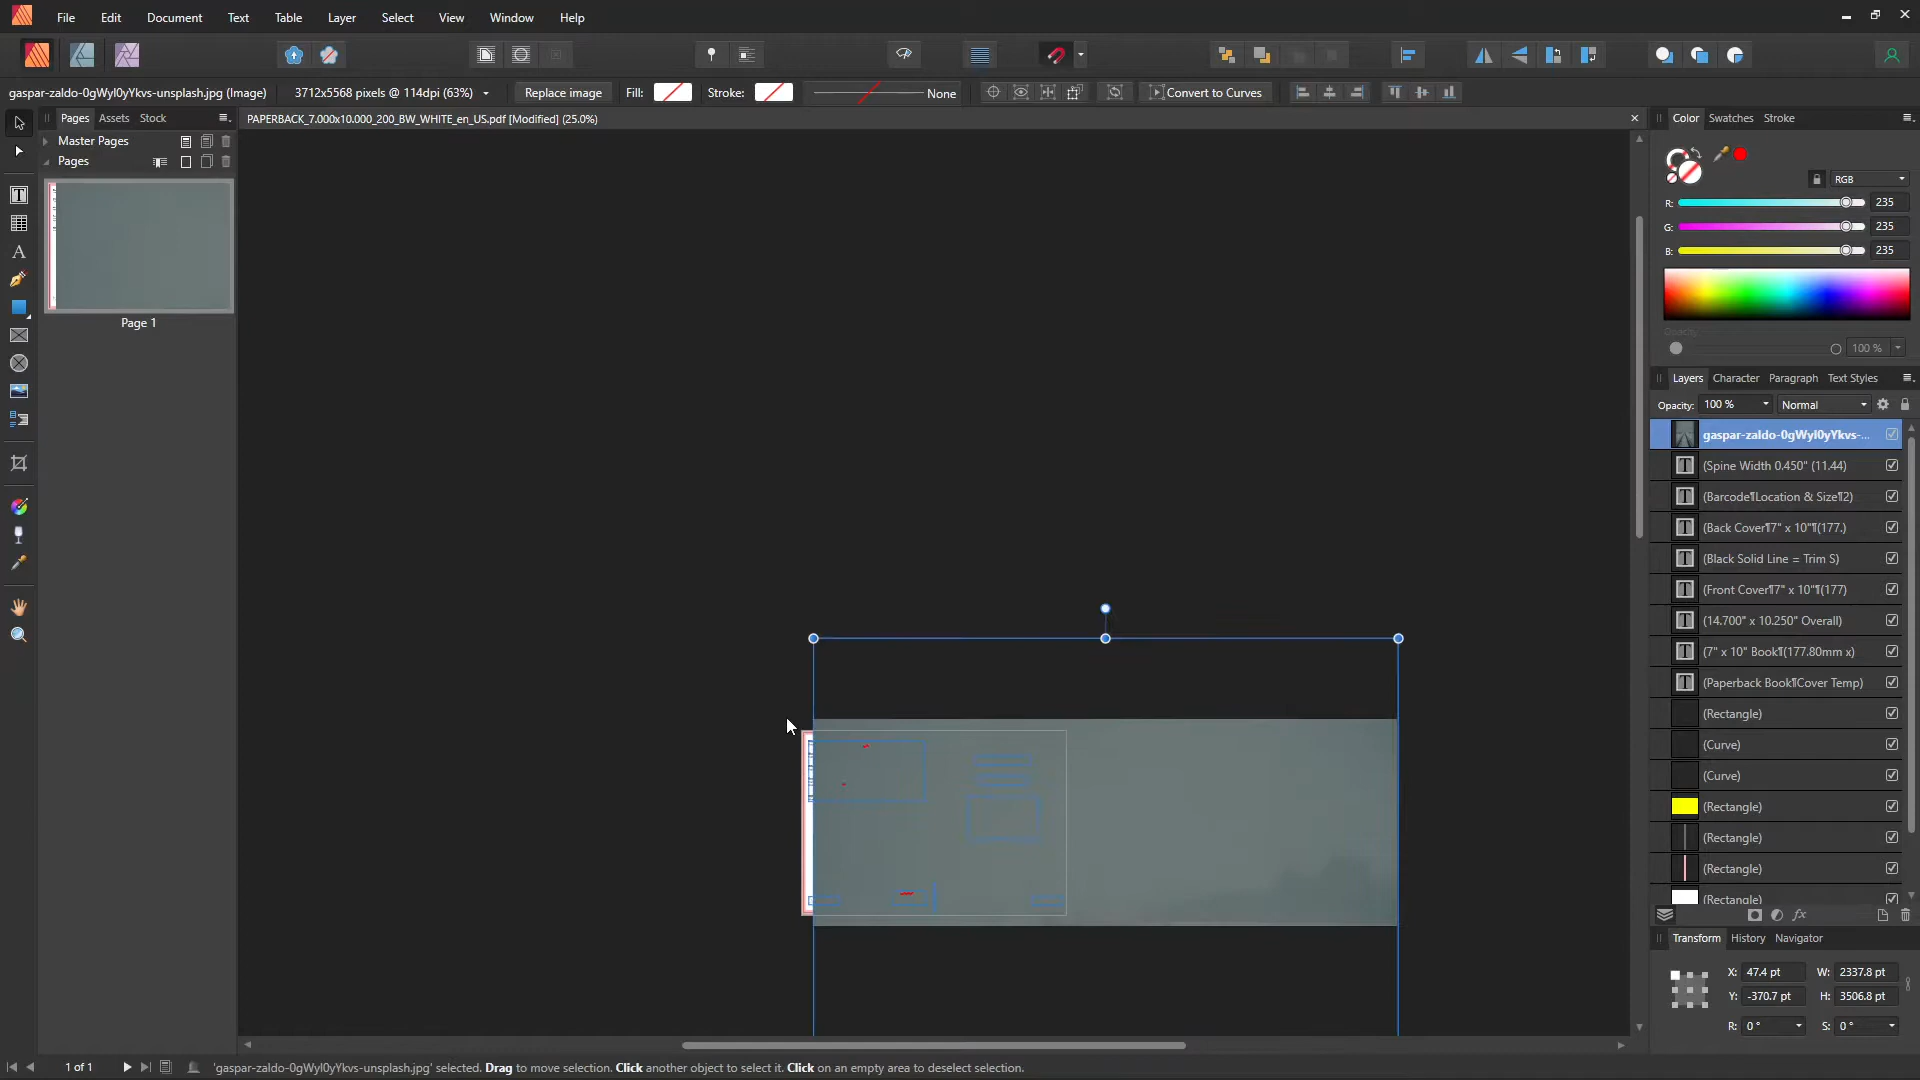 File Edit Document Text Table Layer Select View Window Help
gaspar-zaldo-0gWyl0yYkvs-unsplash.jpg (Image) 3712x5568 pixels @ 114dpi (63%) Replace image Fill: Stroke: None Convert to Curves
Pages Assets Stock
PAPERBACK_7.000x10.000_200_BW_WHITE_en_US.pdf [Modified] (25.0%)
Color Swatches Stroke
Master Pages
Pages
Page 1
RGB
R: 235
G: 235
B: 235
Opacity
100 %
Layers Character Paragraph Text Styles
Opacity: 100 % Normal
gaspar-zaldo-0gWyl0yYkvs-...
(Spine Width 0.450" (11.44)
(Barcode¶Location & Size¶2)
(Back Cover¶7" x 10"¶(177.)
(Black Solid Line = Trim S)
(Front Cover¶7" x 10"¶(177)
(14.700" x 10.250" Overall)
(7" x 10" Book¶(177.80mm x)
(Paperback Book¶Cover Temp)
(Rectangle)
(Curve)
(Curve)
(Rectangle)
(Rectangle)
(Rectangle)
(Rectangle)
fx
Transform History Navigator
X: 47.4 pt W: 2337.8 pt
Y: -370.7 pt H: 3506.8 pt
R: 0 ° S: 0 °
1 of 1
'gaspar-zaldo-0gWyl0yYkvs-unsplash.jpg' selected. Drag to move selection. Click another object to select it. Click on an empty area to deselect selection.